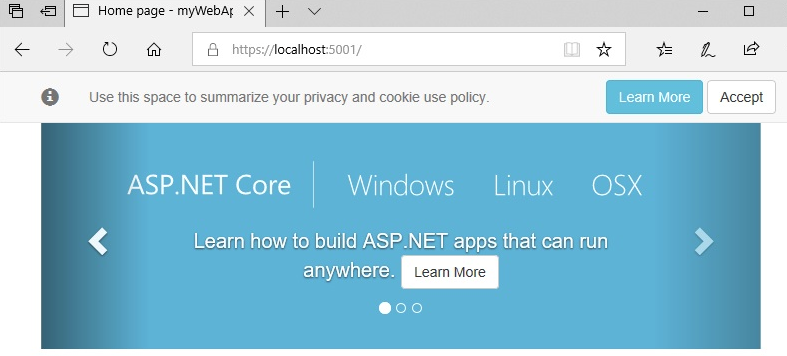 Home page - myWebAp
https://localhost:5001/
Use this space to summarize your privacy and cookie use policy.
Learn More
Accept
ASP.NET Core
Windows
Linux
OSX
Learn how to build ASP.NET apps that can run
anywhere. Learn More